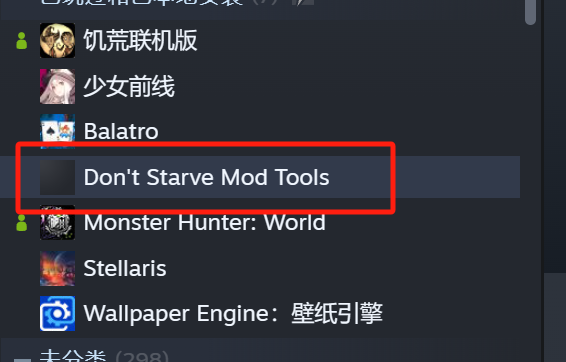 饥荒联机版
少女前线
Balatro
Don't Starve Mod Tools
Monster Hunter: World
Stellaris
Wallpaper Engine：壁纸引擎
未分类 (298)